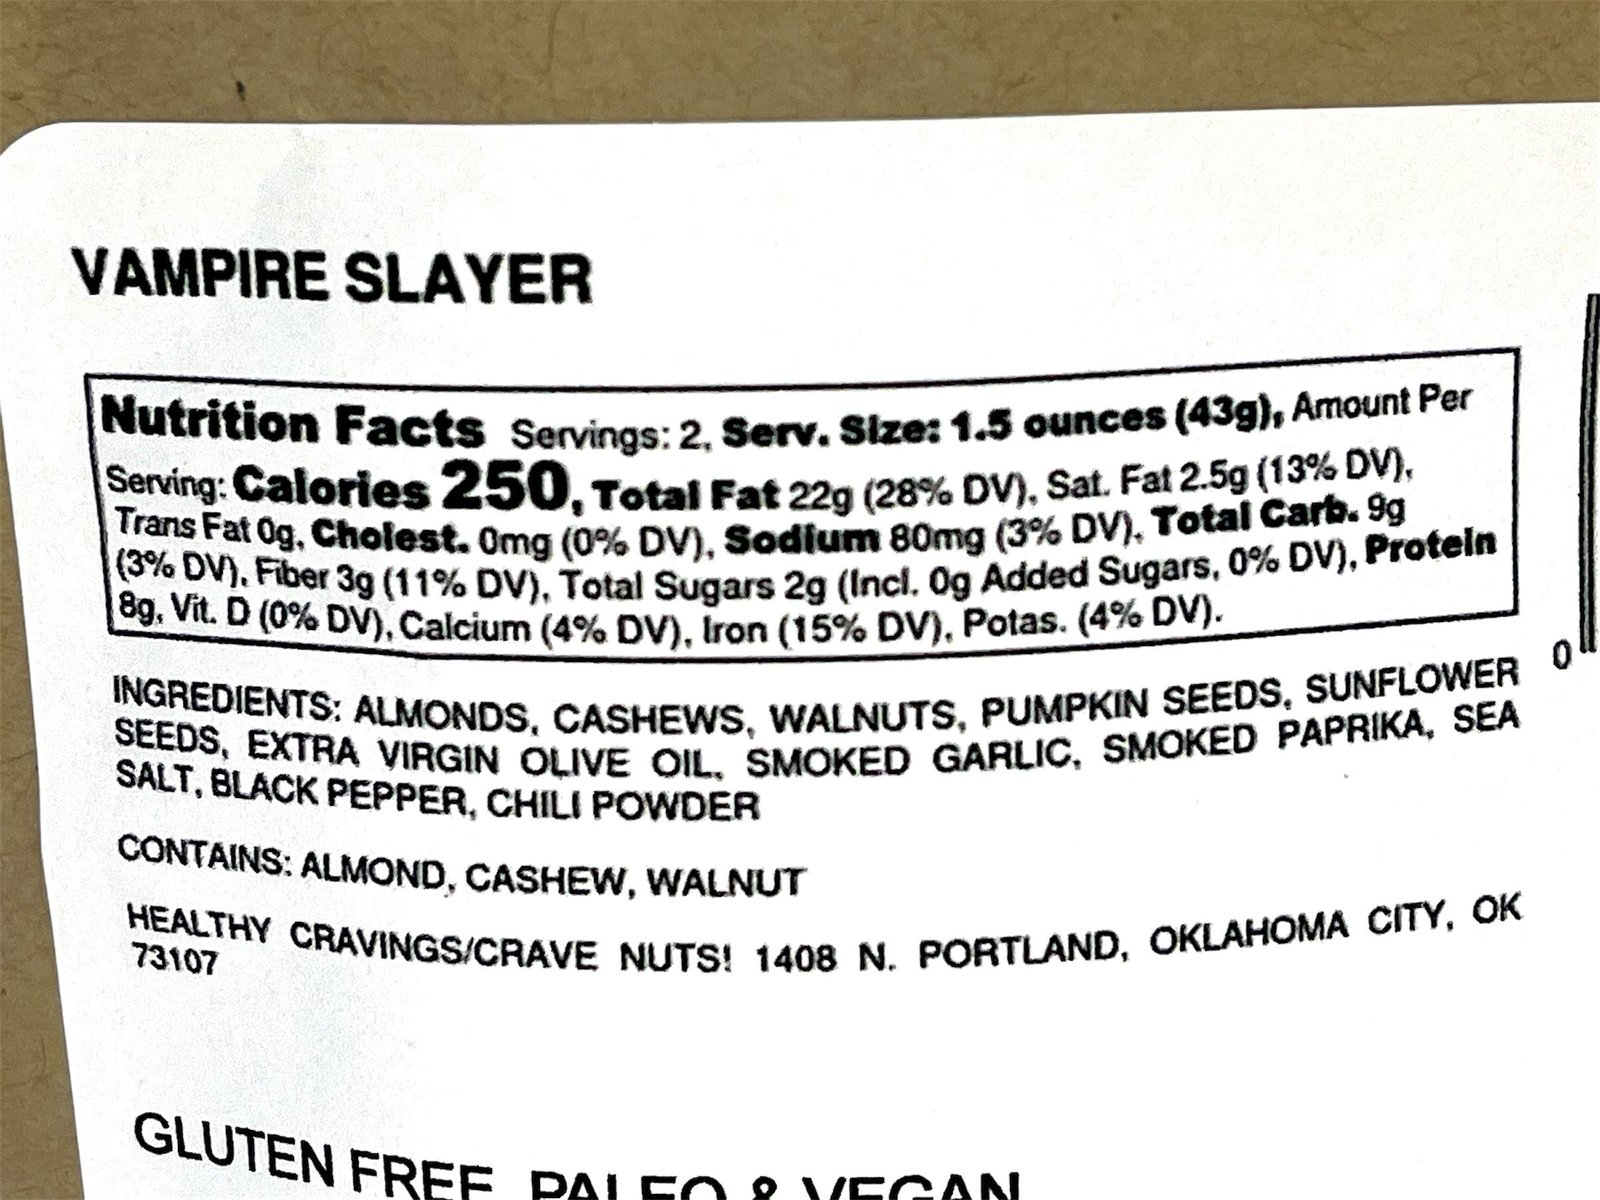 VAMPIRE SLAYER
Nutrition Facts Servings: 2, Serv. Size: 1.5 ounces (43g), Amount Per
Serving: Calories 250, Total Fat 22g (28% DV), Sat. Fat 2.5g (13% DV),
Trans Fat 0g, Cholest. 0mg (0% DV), Sodium 80mg (3% DV), Total Carb. 9g
(3% DV), Fiber 3g (11% DV), Total Sugars 2g (Incl. 0g Added Sugars, 0% DV), Protein
8g, Vit. D (0% DV), Calcium (4% DV), Iron (15% DV), Potas. (4% DV).
0
INGREDIENTS: ALMONDS, CASHEWS, WALNUTS, PUMPKIN SEEDS, SUNFLOWER
SEEDS, EXTRA VIRGIN OLIVE OIL, SMOKED GARLIC, SMOKED PAPRIKA, SEA
SALT, BLACK PEPPER, CHILI POWDER
CONTAINS: ALMOND, CASHEW, WALNUT
HEALTHY CRAVINGS/CRAVE NUTS! 1408 N. PORTLAND, OKLAHOMA CITY, OK
73107
GLUTEN FREE, PALEO & VEGAN